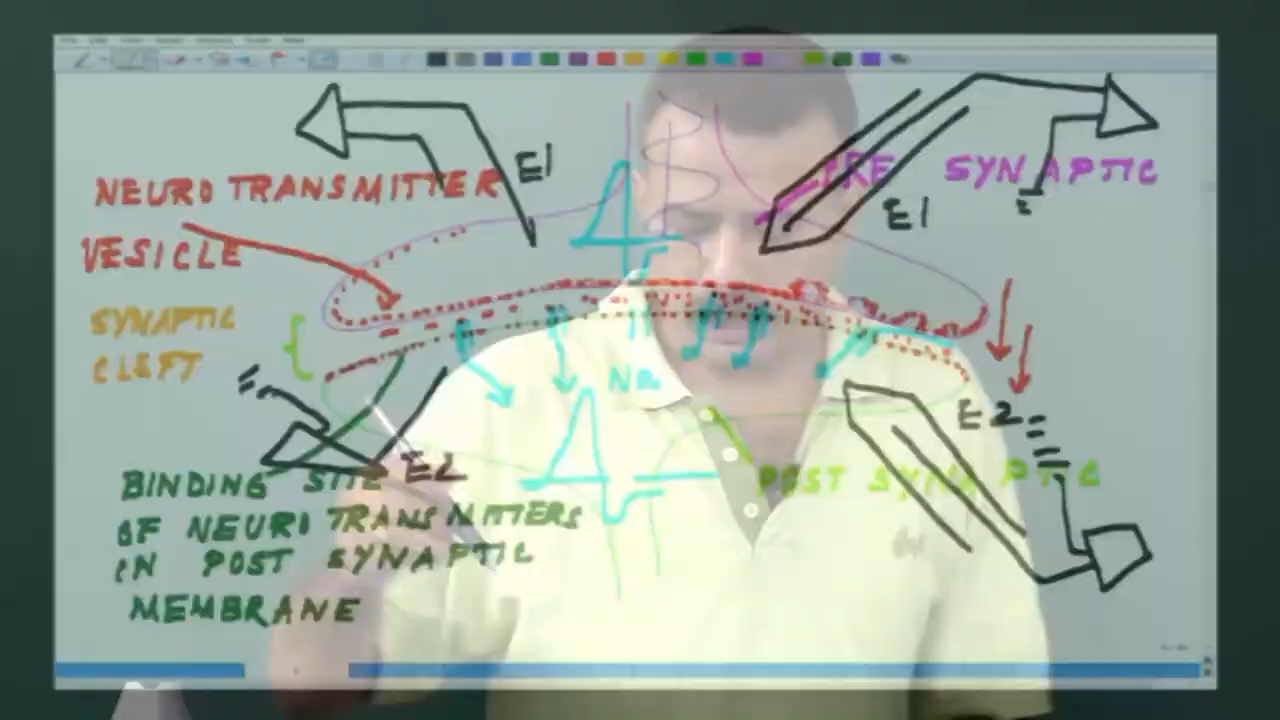 E1
PRE SYNAPTIC
NEURO TRANSMITTER
E1
VESICLE
SYNAPTIC
CLEFT
Na
E2
E2
POST SYNAPTIC
BINDING SITE
OF NEURO TRANSMITTERS
IN POST SYNAPTIC
MEMBRANE